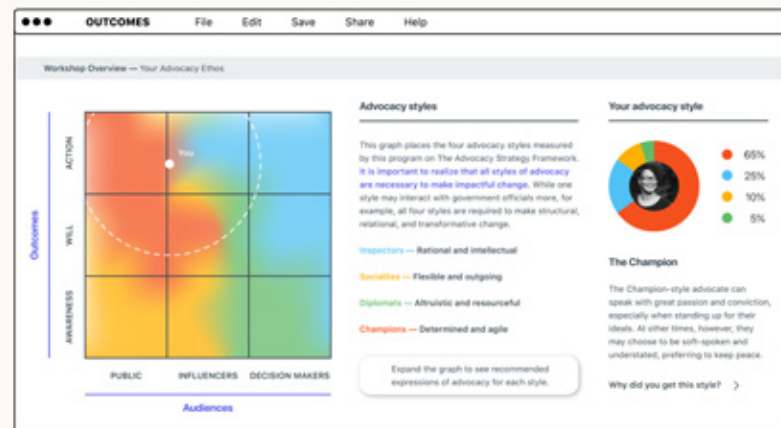 OUTCOMES File Edit Save Share Help
Workshop Overview — Your Advocacy Ethos
Outcomes
ACTION
WILL
AWARENESS
You
PUBLIC INFLUENCERS DECISION MAKERS
Audiences
Advocacy styles
This graph places the four advocacy styles measured
by this program on The Advocacy Strategy Framework.
It is important to realize that all styles of advocacy
are necessary to make impactful change. While one
style may interact with government officials more, for
example, all four styles are required to make structural,
relational, and transformative change.
Inspectors — Rational and intellectual
Socialites — Flexible and outgoing
Diplomats — Altruistic and resourceful
Champions — Determined and agile
Expand the graph to see recommended
expressions of advocacy for each style.
Your advocacy style
65%
25%
10%
5%
The Champion
The Champion-style advocate can
speak with great passion and conviction,
especially when standing up for their
ideals. At other times, however, they
may choose to be soft-spoken and
understated, preferring to keep peace.
Why did you get this style?